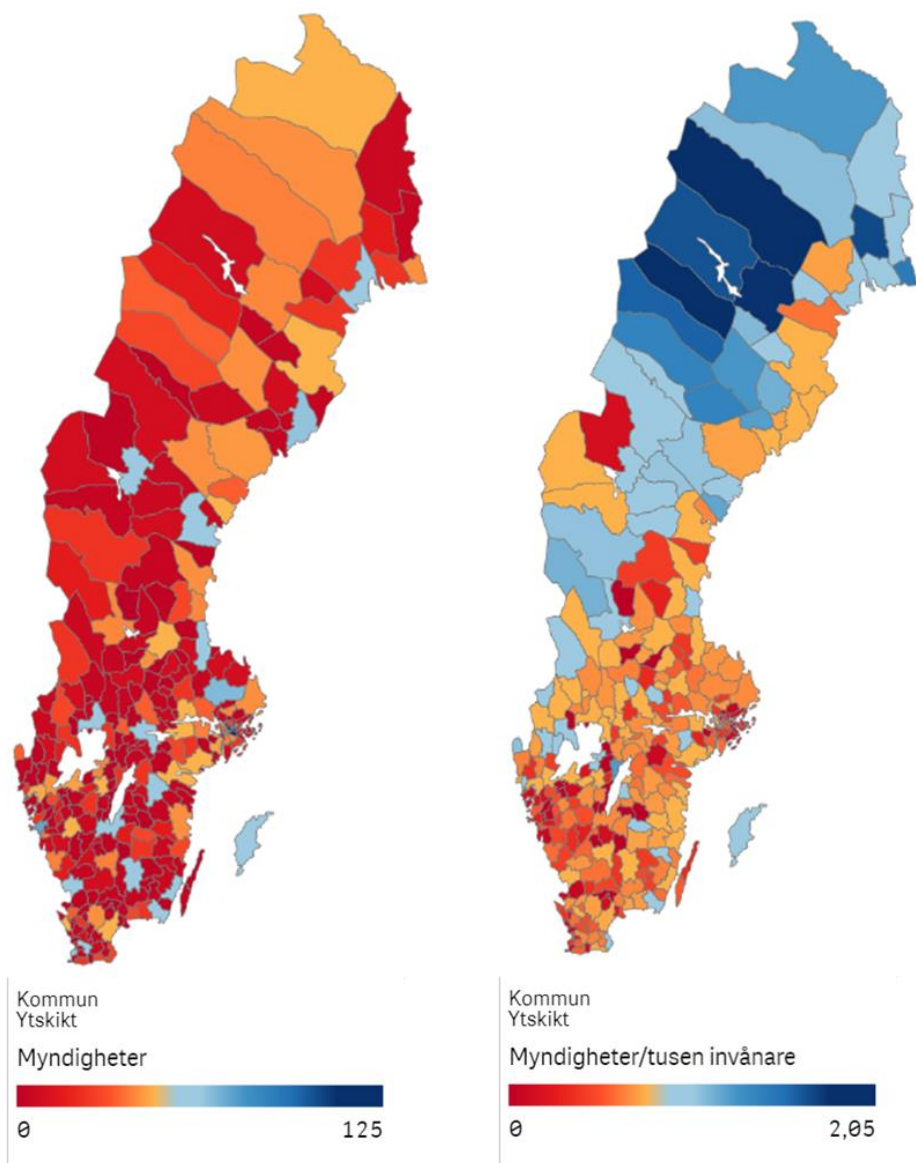 Kommun
Ytskikt
Myndigheter
0 125
Kommun
Ytskikt
Myndigheter/tusen invånare
0 2,05